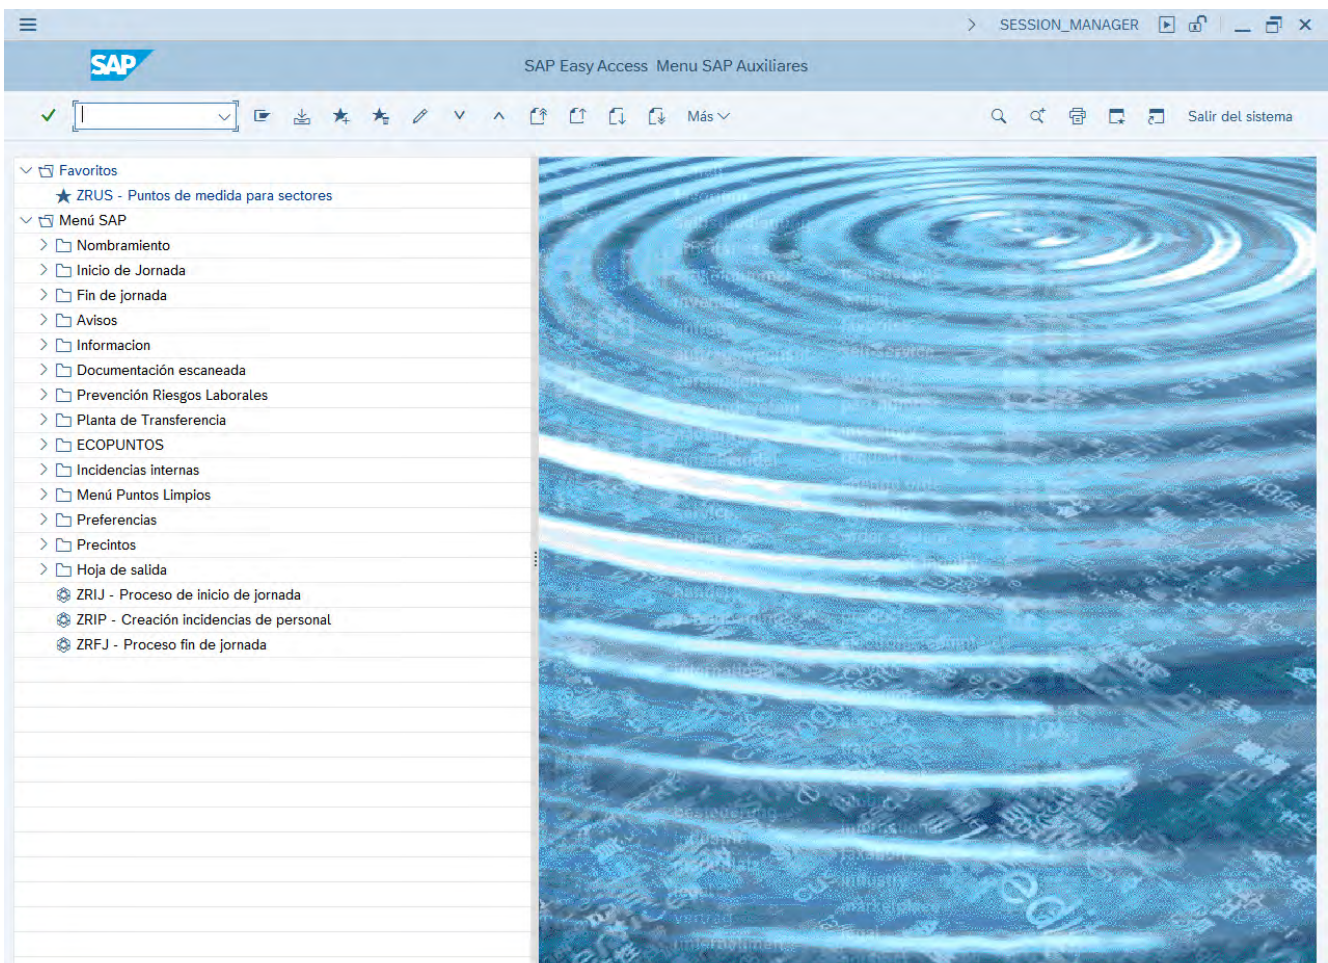 SESSION_MANAGER
SAP
SAP Easy Access Menu SAP Auxiliares
Más
Salir del sistema
Favoritos
ZRUS - Puntos de medida para sectores
Menú SAP
Nombramiento
Inicio de Jornada
Fin de jornada
Avisos
Informacion
Documentación escaneada
Prevención Riesgos Laborales
Planta de Transferencia
ECOPUNTOS
Incidencias internas
Menú Puntos Limpios
Preferencias
Precintos
Hoja de salida
ZRIJ - Proceso de inicio de jornada
ZRIP - Creación incidencias de personal
ZRFJ - Proceso fin de jornada